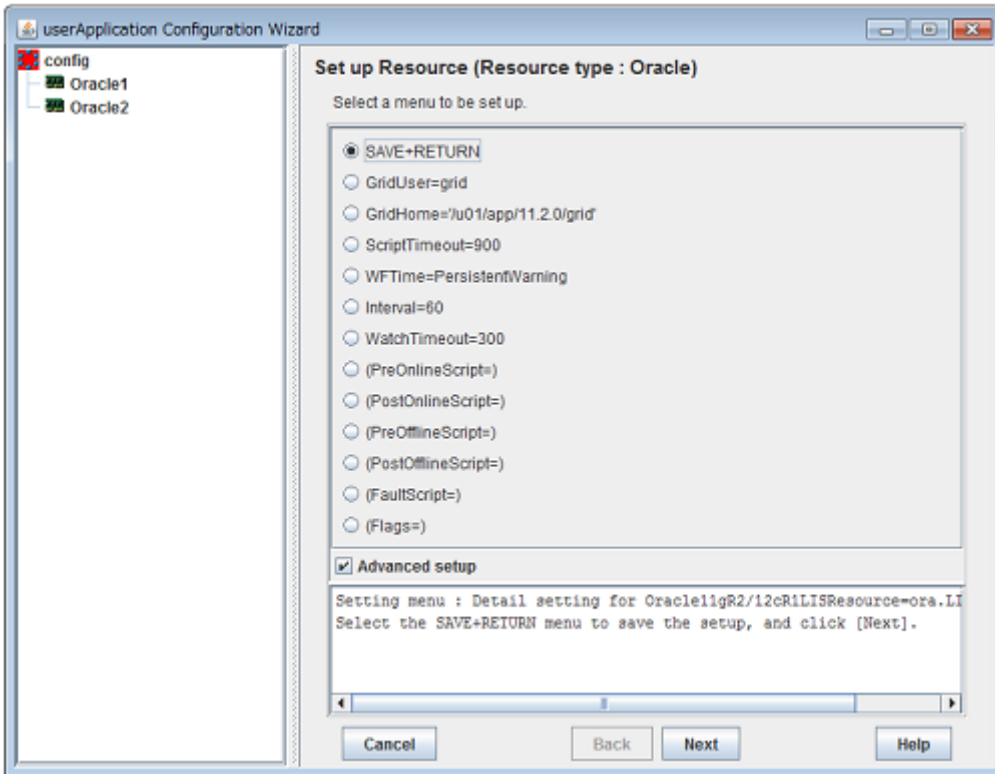 userApplication Configuration Wizard
config
Oracle1
Oracle2
Set up Resource (Resource type : Oracle)
Select a menu to be set up.
SAVE+RETURN
GridUser=grid
GridHome='/u01/app/11.2.0/grid'
ScriptTimeout=900
WFTime=PersistentWarning
Interval=60
WatchTimeout=300
(PreOnlineScript=)
(PostOnlineScript=)
(PreOfflineScript=)
(PostOfflineScript=)
(FaultScript=)
(Flags=)
Advanced setup
Setting menu : Detail setting for Oracle11gR2/12cR1LISResource=ora.LI
Select the SAVE+RETURN menu to save the setup, and click [Next].
Cancel Back Next Help